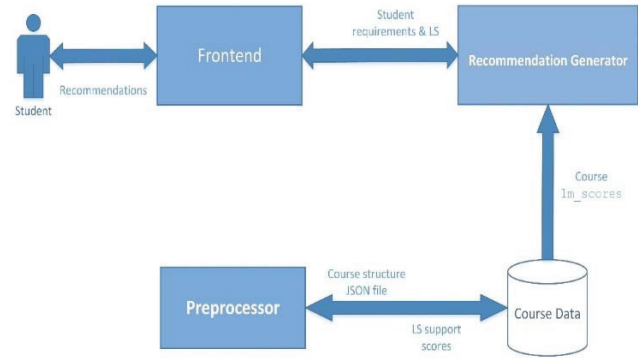 Student
requirements & LS
Frontend
Recommendation Generator
Recommendations
Student
Course
lm_scores
Course structure
JSON file
Preprocessor
Course Data
LS support
scores